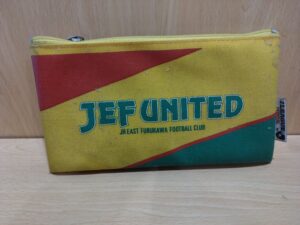 JEF UNITED
JR EAST FURUKAWA FOOTBALL CLUB